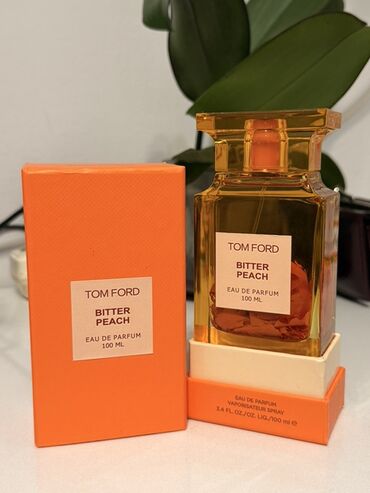 TOM FORD
BITTER
PEACH
EAU DE PARFUM
100 ML
TOM FORD
BITTER
PEACH
EAU DE PARFUM
100 ML
EAU DE PARFUM
VAPORISATEUR SPRAY
3.4 FL.OZ./OZ. LIQ./100 ml ℮